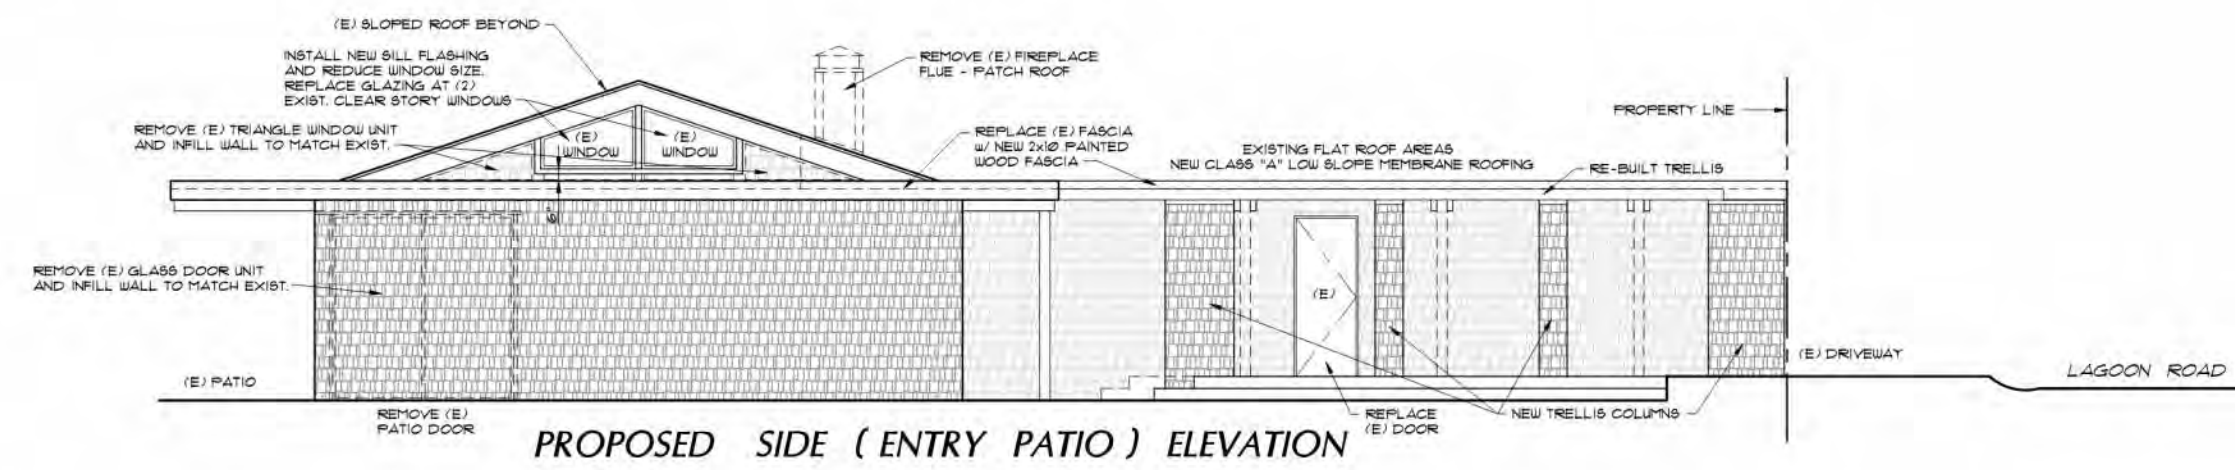 (E) SLOPED ROOF BEYOND
INSTALL NEW SILL FLASHING
AND REDUCE WINDOW SIZE.
REPLACE GLAZING AT (2)
EXIST. CLEAR STORY WINDOWS
REMOVE (E) FIREPLACE
FLUE - PATCH ROOF
PROPERTY LINE
REMOVE (E) TRIANGLE WINDOW UNIT
AND INFILL WALL TO MATCH EXIST.
(E)
WINDOW
(E)
WINDOW
REPLACE (E) FASCIA
w/ NEW 2x10 PAINTED
WOOD FASCIA
EXISTING FLAT ROOF AREAS
NEW CLASS "A" LOW SLOPE MEMBRANE ROOFING
RE-BUILT TRELLIS
6"
REMOVE (E) GLASS DOOR UNIT
AND INFILL WALL TO MATCH EXIST.
(E)
(E) DRIVEWAY
LAGOON ROAD
(E) PATIO
REMOVE (E)
PATIO DOOR
REPLACE
(E) DOOR
NEW TRELLIS COLUMNS
PROPOSED SIDE (ENTRY PATIO) ELEVATION